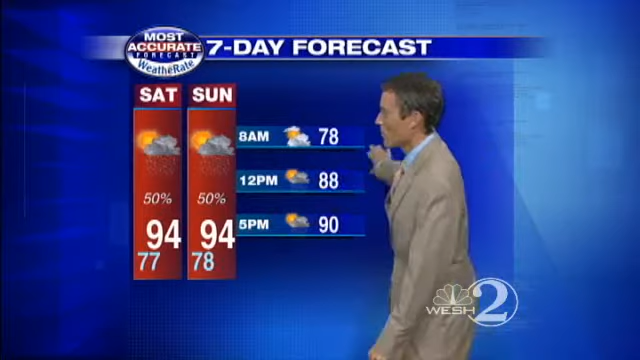 MOST
ACCURATE
FORECAST
WeatheRate
7-DAY FORECAST
SAT
50%
94
77
SUN
50%
94
78
8AM 78
12PM 88
5PM 90
WESH 2